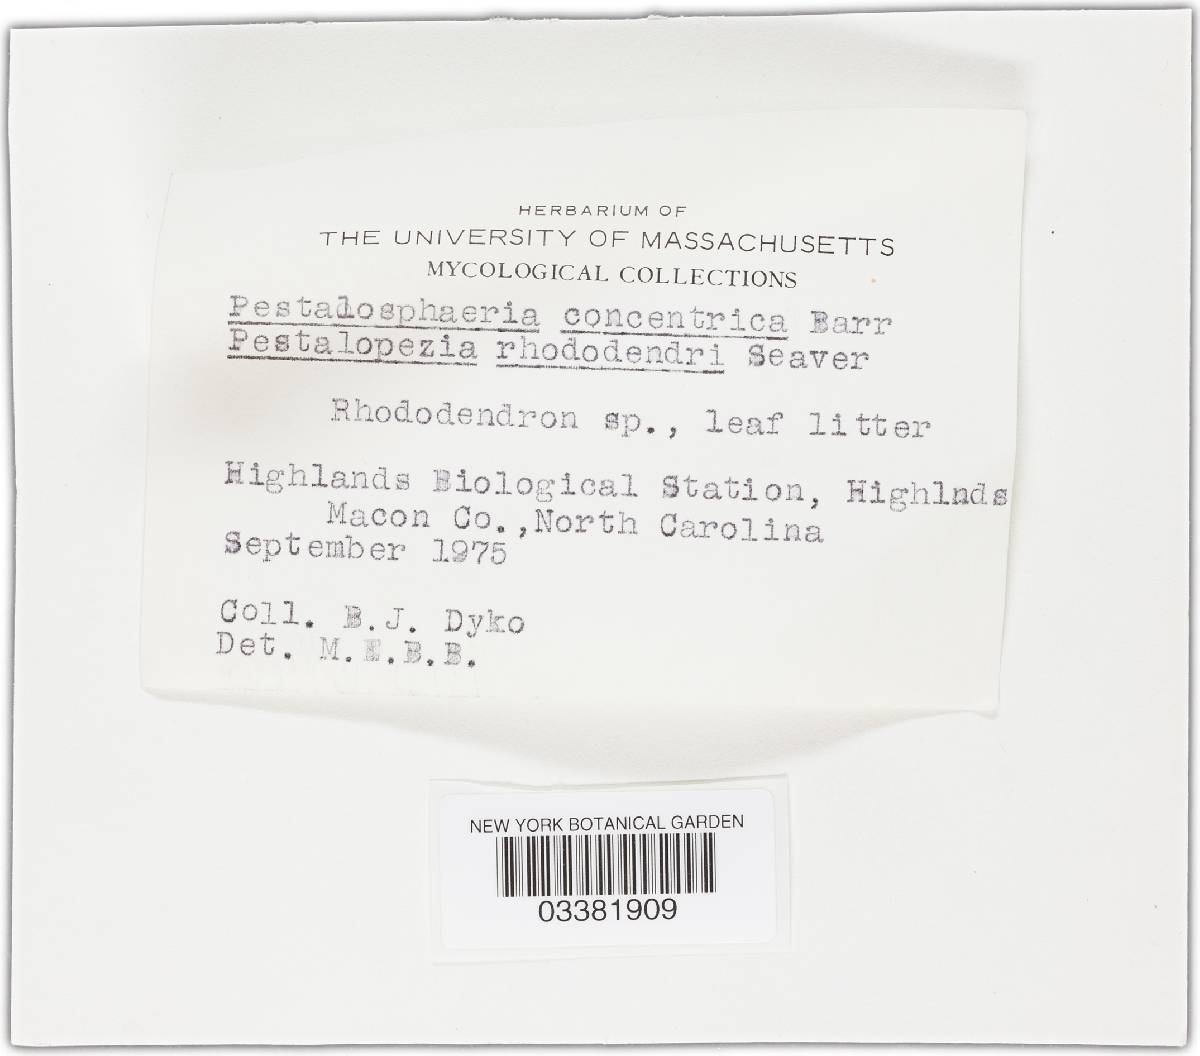 HERBARIUM OF
THE UNIVERSITY OF MASSACHUSETTS
MYCOLOGICAL COLLECTIONS
Pestalosphaeria concentrica Barr
Pestalopezia rhododendri Seaver
Rhododendron sp., leaf litter
Highlands Biological Station, Highlnds
Macon Co.,North Carolina
September 1975
Coll. B.J. Dyko
Det. M.E.B.B.
NEW YORK BOTANICAL GARDEN
03381909